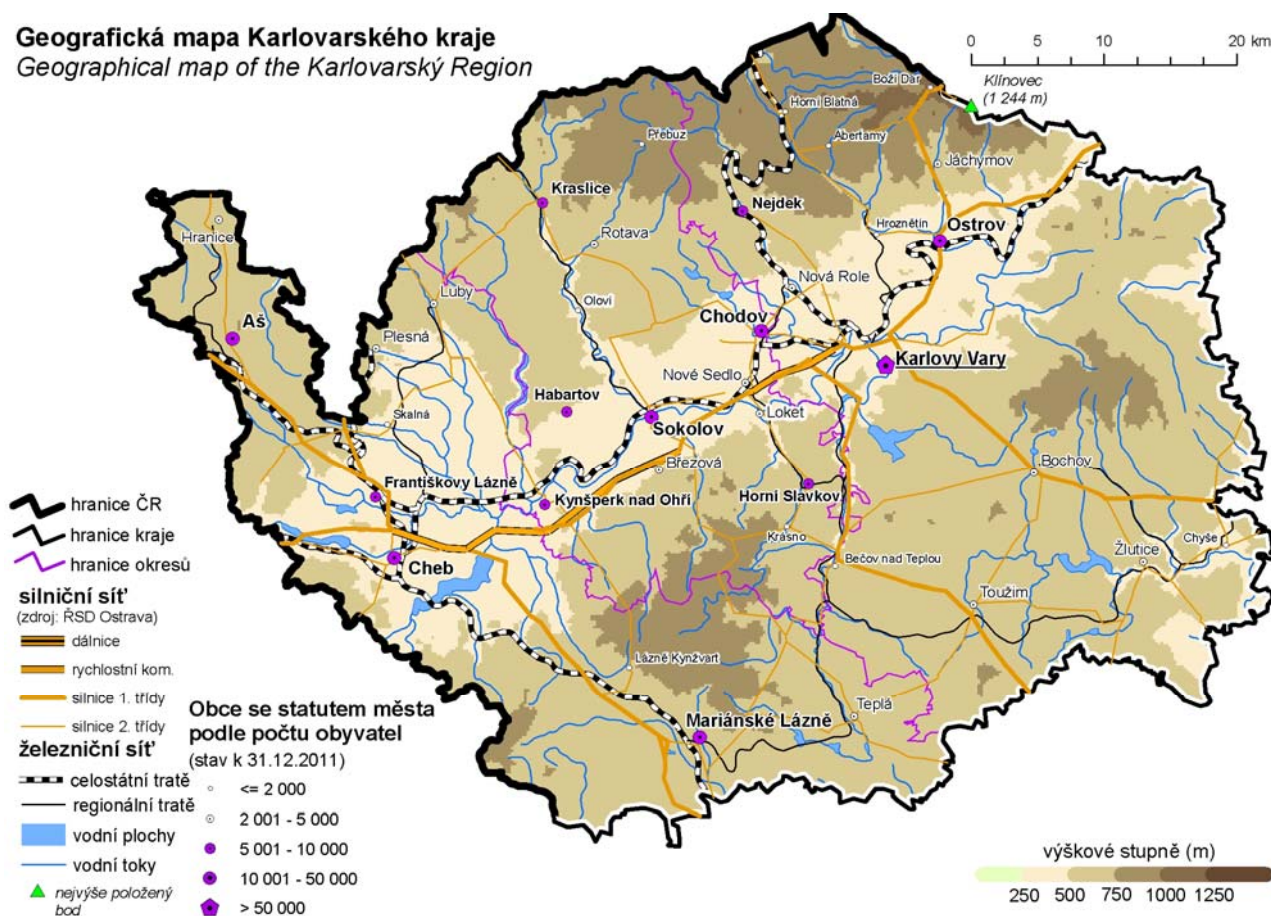 Geografická mapa Karlovarského kraje
Geographical map of the Karlovarský Region
0 5 10 20 km
Klínovec
(1 244 m)
Boží Dar
Horní Blatná
Abertamy
Přebuz
Jáchymov
Kraslice
Nejdek
Hroznětín
Ostrov
Hranice
Rotava
Nová Role
Luby
Oloví
Aš
Chodov
Plesná
Karlovy Vary
Nové Sedlo
Habartov
Skalná
Sokolov
Loket
Březová
Bochov
Františkovy Lázně
Kynšperk nad Ohří
Horní Slavkov
Krásno
Chyše
Cheb
Bečov nad Teplou
Žlutice
Toužim
Lázně Kynžvart
Teplá
Mariánské Lázně
hranice ČR
hranice kraje
hranice okresů
silniční síť
(zdroj: ŘSD Ostrava)
dálnice
rychlostní kom.
silnice 1. třídy
silnice 2. třídy
železniční síť
celostátní tratě
regionální tratě
vodní plochy
vodní toky
nejvýše položený
bod
Obce se statutem města
podle počtu obyvatel
(stav k 31.12.2011)
<= 2 000
2 001 - 5 000
5 001 - 10 000
10 001 - 50 000
> 50 000
výškové stupně (m)
250 500 750 1000 1250